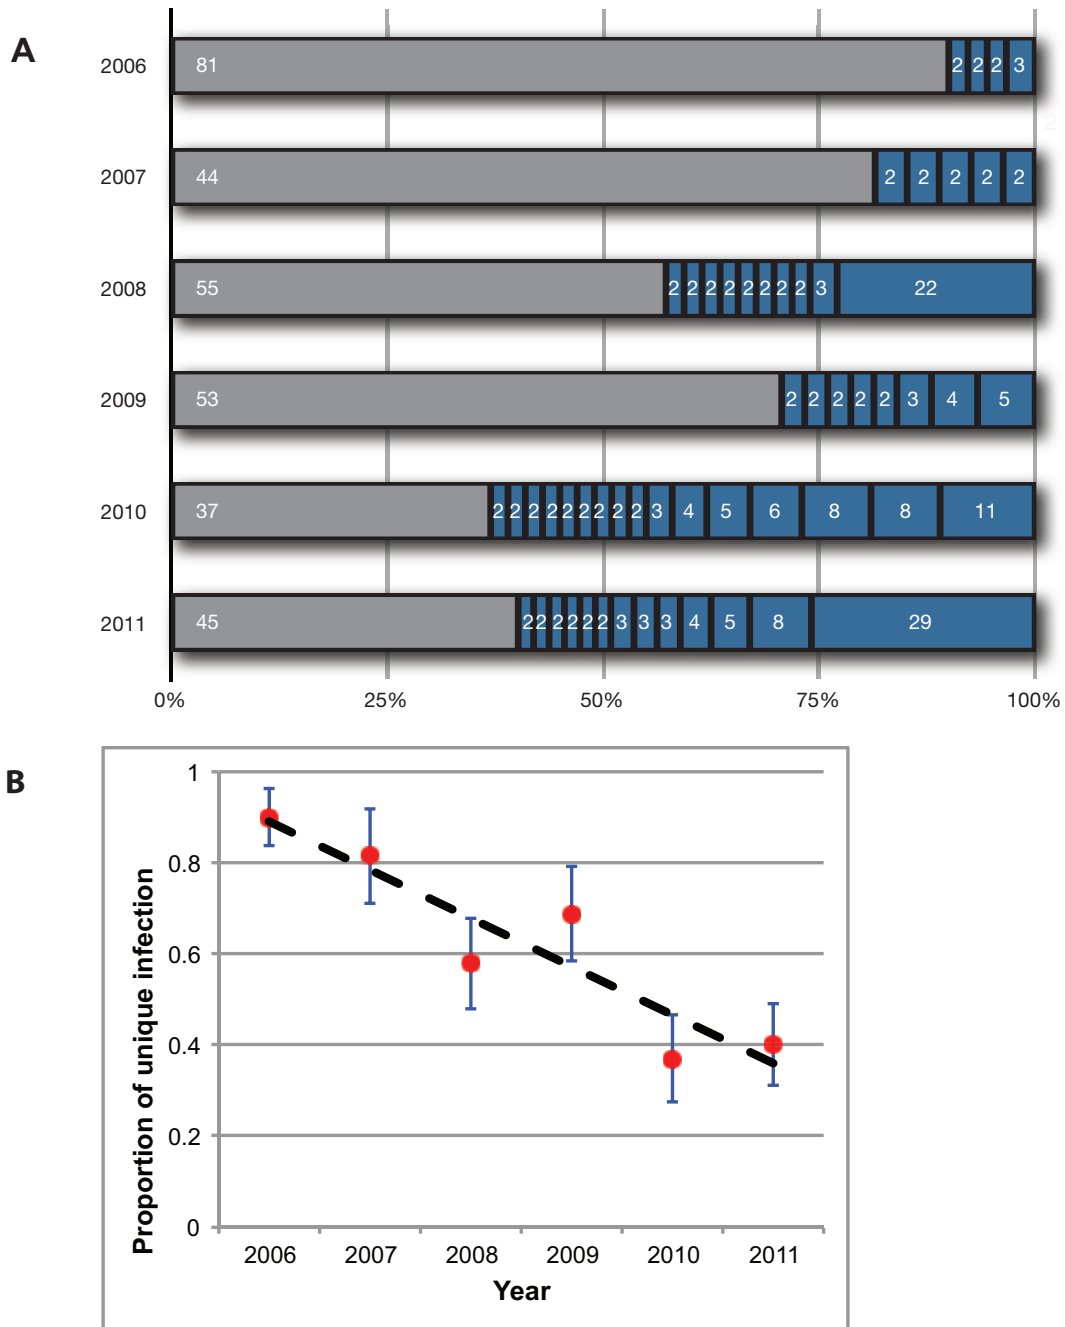 A
2006 81 2 2 2 3
2
2007 44 2 2 2 2 2
2008 55 2 2 2 2 2 2 2 2 3 22
2009 53 2 2 2 2 2 3 4 5
2010 37 2 2 2 2 2 2 2 2 2 3 4 5 6 8 8 11
2011 45 2 2 2 2 2 2 3 3 3 4 5 8 29
0% 25% 50% 75% 100%
B
Proportion of unique infection
1
0.8
0.6
0.4
0.2
0
2006 2007 2008 2009 2010 2011
Year